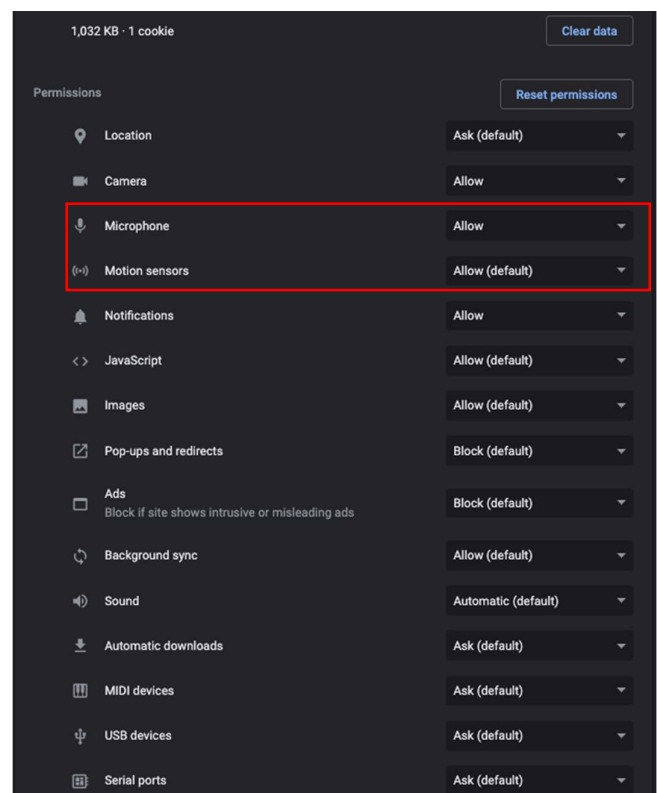 1,032 KB · 1 cookie
Clear data
Permissions
Reset permissions
Location
Ask (default)
Camera
Allow
Microphone
Allow
Motion sensors
Allow (default)
Notifications
Allow
JavaScript
Allow (default)
Images
Allow (default)
Pop-ups and redirects
Block (default)
Ads
Block if site shows intrusive or misleading ads
Block (default)
Background sync
Allow (default)
Sound
Automatic (default)
Automatic downloads
Ask (default)
MIDI devices
Ask (default)
USB devices
Ask (default)
Serial ports
Ask (default)